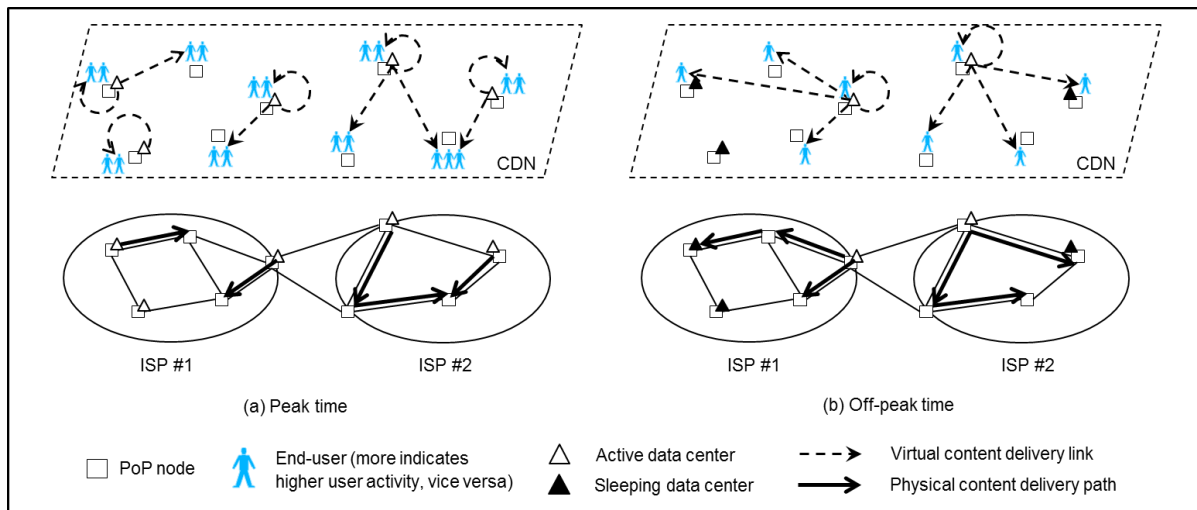 CDN
CDN
ISP #1
ISP #2
ISP #1
ISP #2
(a) Peak time
(b) Off-peak time
PoP node
End-user (more indicates
higher user activity, vice versa)
Active data center
Sleeping data center
Virtual content delivery link
Physical content delivery path